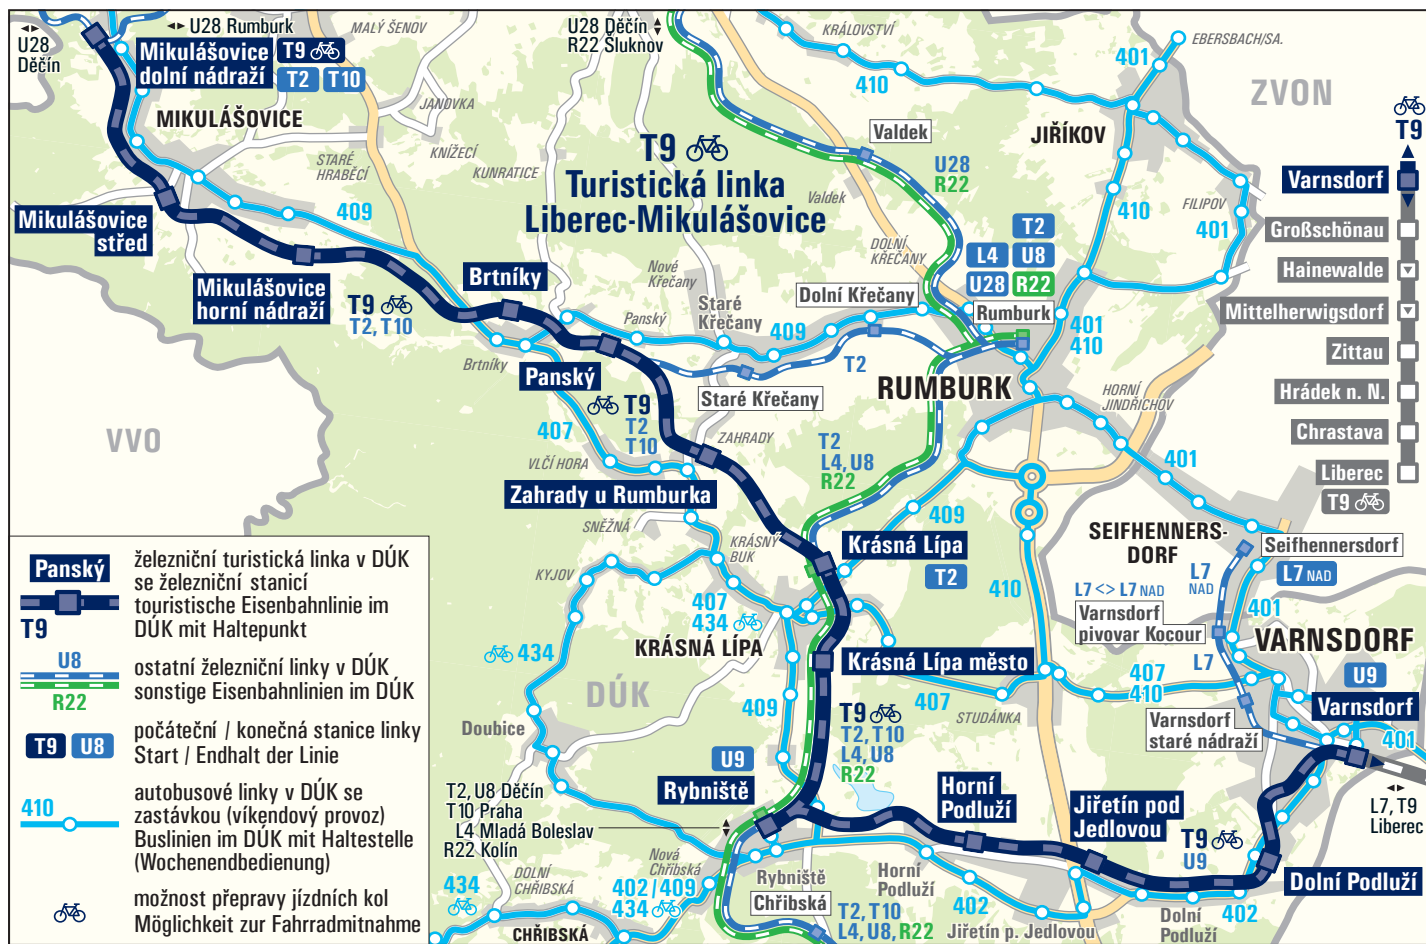 U28
Děčín
U28 Rumburk
Mikulášovice
dolní nádraží
T9
T2 T10
MIKULÁŠOVICE
MALÝ ŠENOV
JANDOVKA
KNÍŽECÍ
KUNRATICE
STARÉ
HRABĚCÍ
409
Mikulášovice
střed
Mikulášovice
horní nádraží
T9
T2, T10
Brtníky
Brtníky
U28 Děčín
R22 Šluknov
T9
Turistická linka
Liberec-Mikulášovice
KRÁLOVSTVÍ
410
401
EBERSBACH/SA.
JIŘÍKOV
ZVON
Valdek
Valdek
U28
R22
DOLNÍ
KŘEČANY
410
FILIPOV
401
T2
L4 U8
U28 R22
Rumburk
401
410
Nové
Křečany
Staré
Křečany
Panský
Dolní Křečany
409
T2
Staré Křečany
RUMBURK
HORNÍ
JINDŘICHOV
Panský
T9
T2
T10
407
VLČÍ HORA
ZAHRADY
Zahrady u Rumburka
SNĚŽNÁ
KRÁSNÝ
BUK
KYJOV
VVO
T2
L4, U8
R22
409
401
410
Krásná Lípa
T2
SEIFHENNERS-
DORF
Seifhennersdorf
L7 NAD
L7 <> L7 NAD
L7
NAD
Varnsdorf
pivovar Kocour
L7
401
VARNSDORF
U9
Varnsdorf
401
Varnsdorf
staré nádraží
L7, T9
Liberec
407
434
KRÁSNÁ LÍPA
434
DÚK
Doubice
409
Krásná Lípa město
407
STUDÁNKA
407
410
T9
T2, T10
L4, U8
R22
U9
Rybniště
T2, U8 Děčín
T10 Praha
L4 Mladá Boleslav
R22 Kolín
Horní
Podluží
Jiřetín pod
Jedlovou
T9
U9
Dolní Podluží
402
Dolní
Podluží
Jiřetín p. Jedlovou
402
Horní
Podluží
Rybniště
Chřibská
T2, T10
L4, U8, R22
Nová
Chřibská
402/409
434
DOLNÍ
CHŘIBSKÁ
434
CHŘIBSKÁ
T9
Varnsdorf
Großschönau
Hainewalde
Mittelherwigsdorf
Zittau
Hrádek n. N.
Chrastava
Liberec
T9
Panský
T9
železniční turistická linka v DÚK
se železniční stanicí
touristische Eisenbahnlinie im
DÚK mit Haltepunkt
U8
R22
ostatní železniční linky v DÚK
sonstige Eisenbahnlinien im DÚK
T9 U8
počáteční / konečná stanice linky
Start / Endhalt der Linie
410
autobusové linky v DÚK se
zastávkou (víkendový provoz)
Buslinien im DÚK mit Haltestelle
(Wochenendbedienung)
možnost přepravy jízdních kol
Möglichkeit zur Fahrradmitnahme